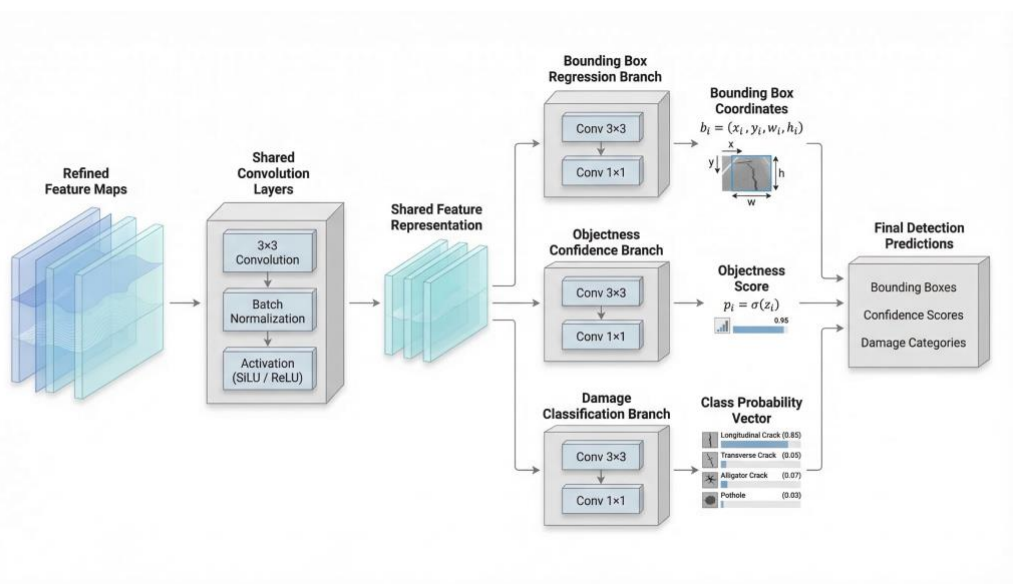 Refined
Feature Maps
Shared
Convolution
Layers
3×3
Convolution
Batch
Normalization
Activation
(SiLU / ReLU)
Shared Feature
Representation
Bounding Box
Regression Branch
Conv 3×3
Conv 1×1
Bounding Box
Coordinates
bᵢ = (xᵢ, yᵢ, wᵢ, hᵢ)
x
y
h
w
Objectness
Confidence Branch
Conv 3×3
Conv 1×1
Objectness
Score
pᵢ = σ(zᵢ)
0.95
Damage
Classification Branch
Conv 3×3
Conv 1×1
Class Probability
Vector
Longitudinal Crack (0.85)
Transverse Crack (0.05)
Alligator Crack (0.07)
Pothole (0.03)
Final Detection
Predictions
Bounding Boxes
Confidence Scores
Damage Categories